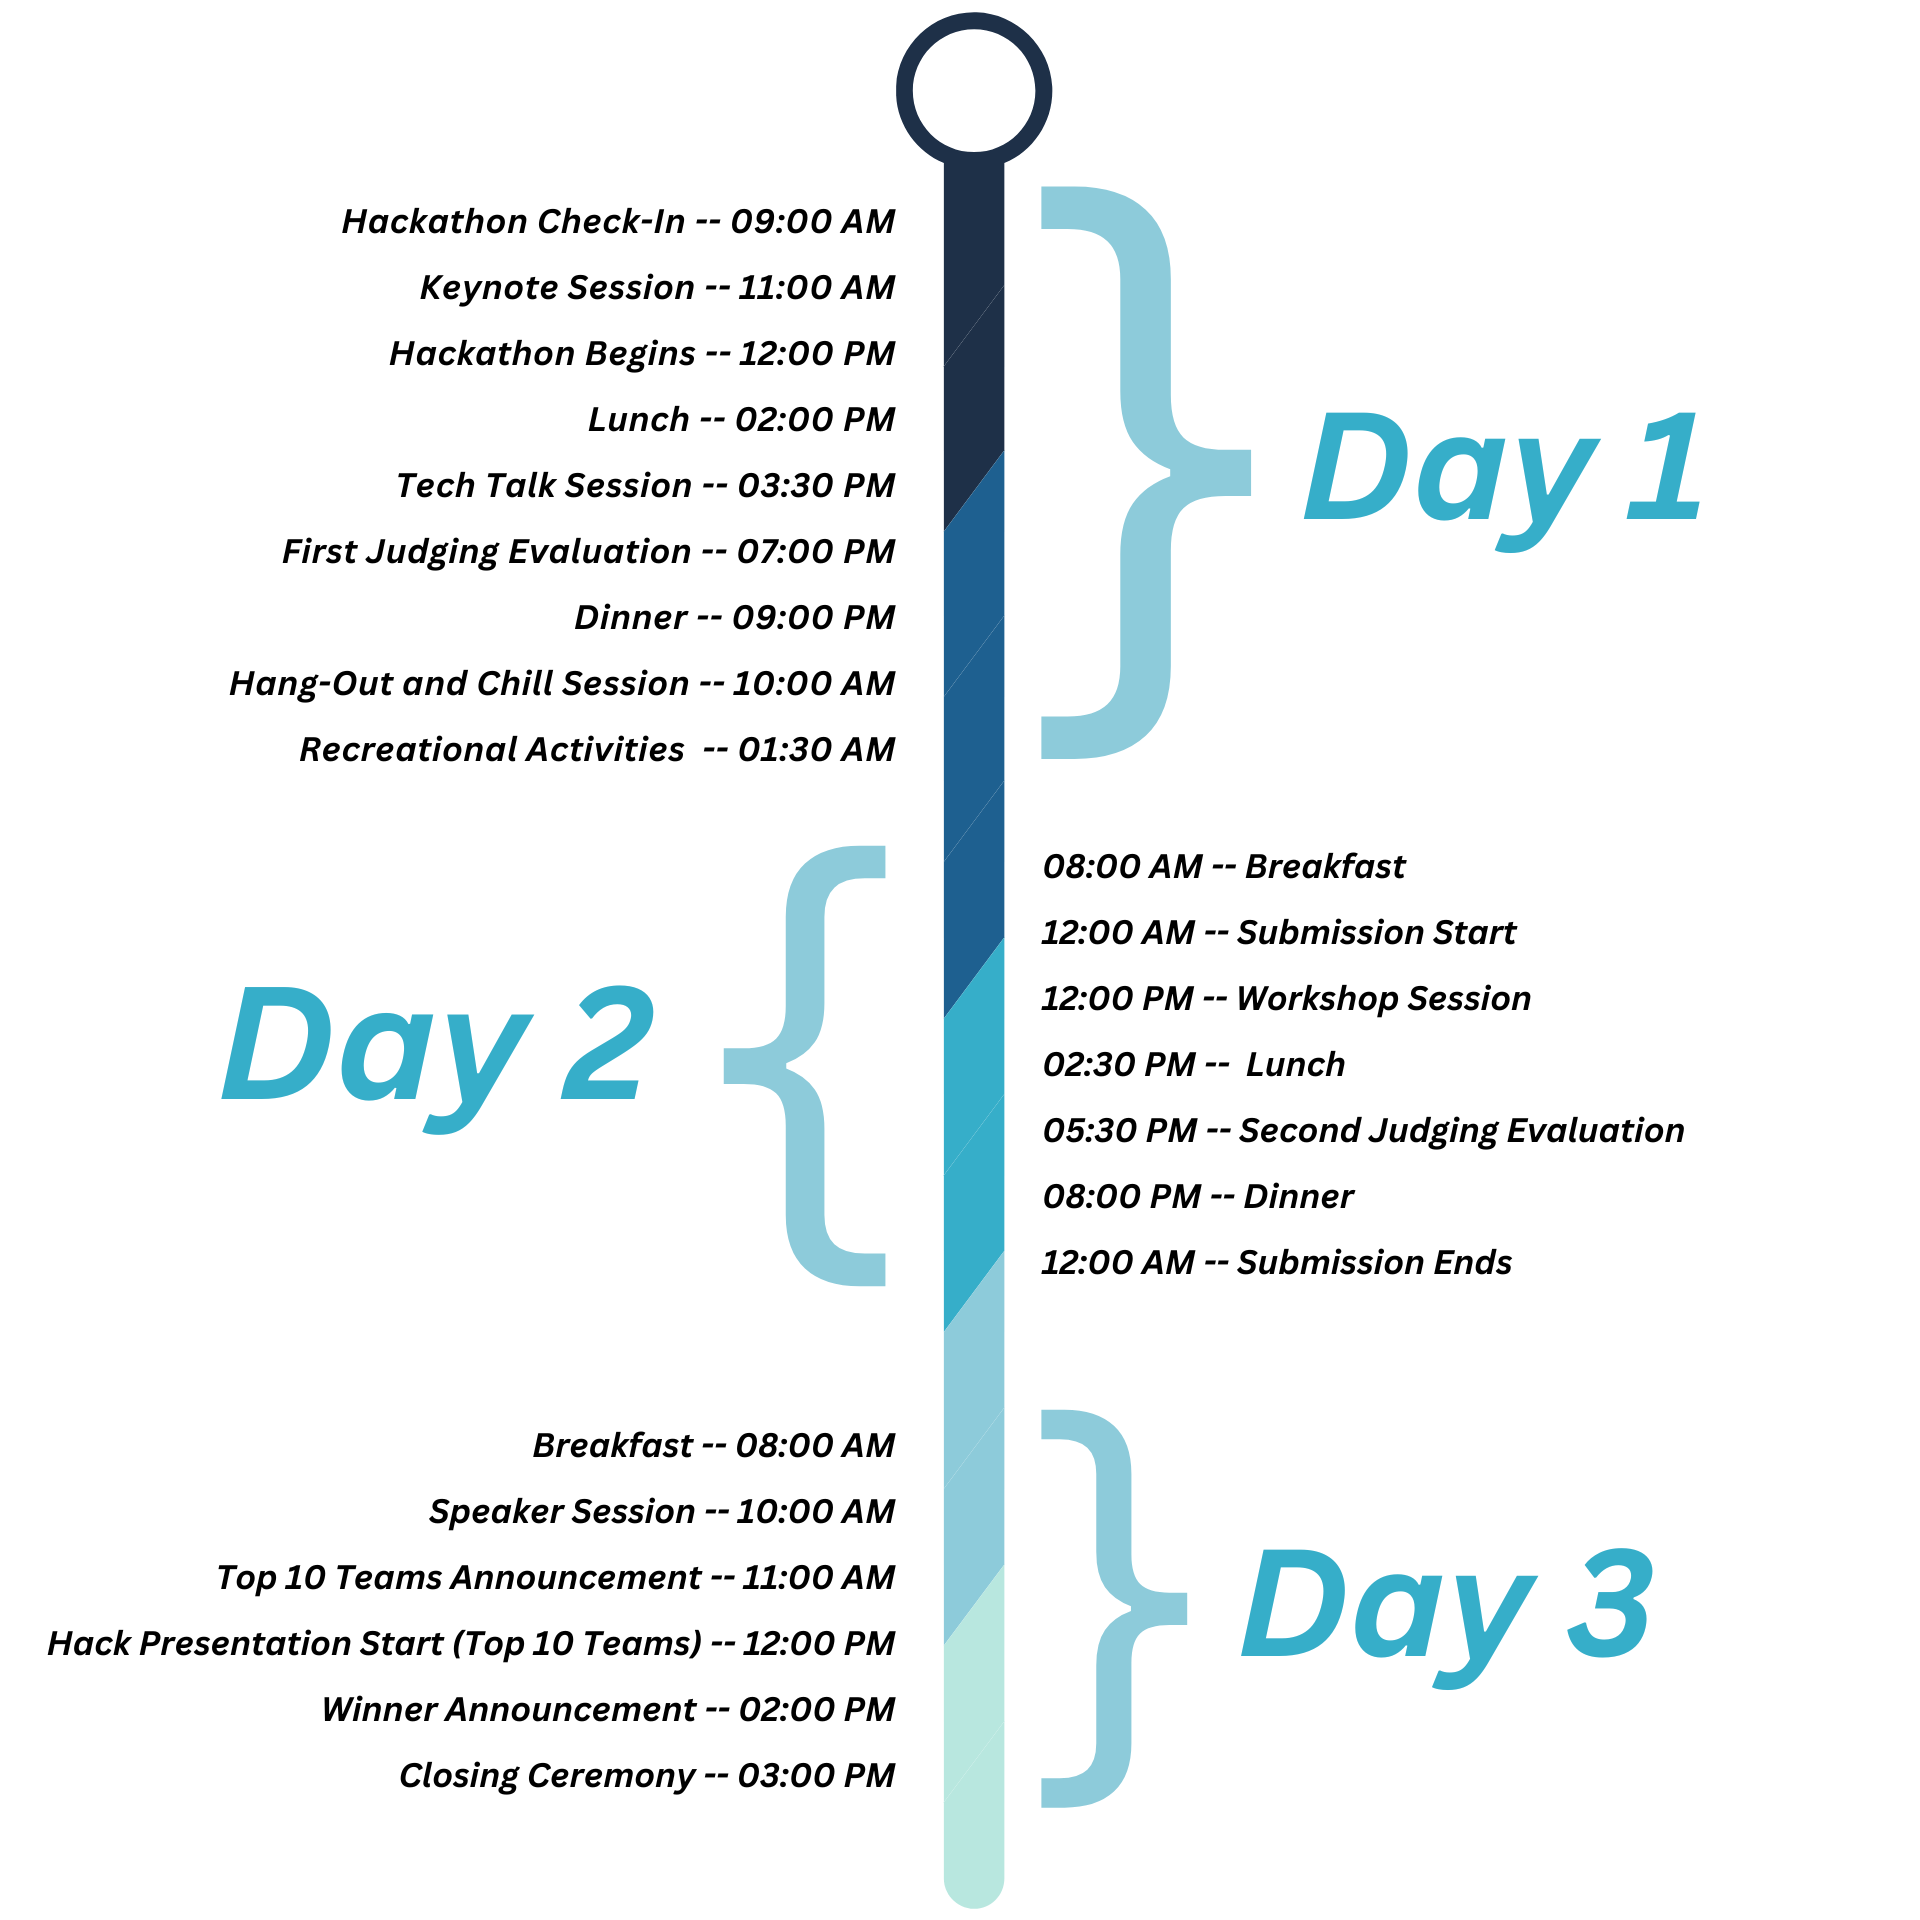 Hackathon Check-In -- 09:00 AM
Keynote Session -- 11:00 AM
Hackathon Begins -- 12:00 PM
Lunch -- 02:00 PM
Tech Talk Session -- 03:30 PM
First Judging Evaluation -- 07:00 PM
Dinner -- 09:00 PM
Hang-Out and Chill Session -- 10:00 AM
Recreational Activities  -- 01:30 AM
Day 1
Day 2
08:00 AM -- Breakfast
12:00 AM -- Submission Start
12:00 PM -- Workshop Session
02:30 PM --  Lunch
05:30 PM -- Second Judging Evaluation
08:00 PM -- Dinner
12:00 AM -- Submission Ends
Breakfast -- 08:00 AM
Speaker Session -- 10:00 AM
Top 10 Teams Announcement -- 11:00 AM
Hack Presentation Start (Top 10 Teams) -- 12:00 PM
Winner Announcement -- 02:00 PM
Closing Ceremony -- 03:00 PM
Day 3